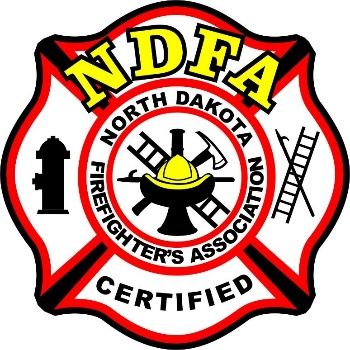 NDFA
NORTH DAKOTA
FIREFIGHTER'S ASSOCIATION
CERTIFIED